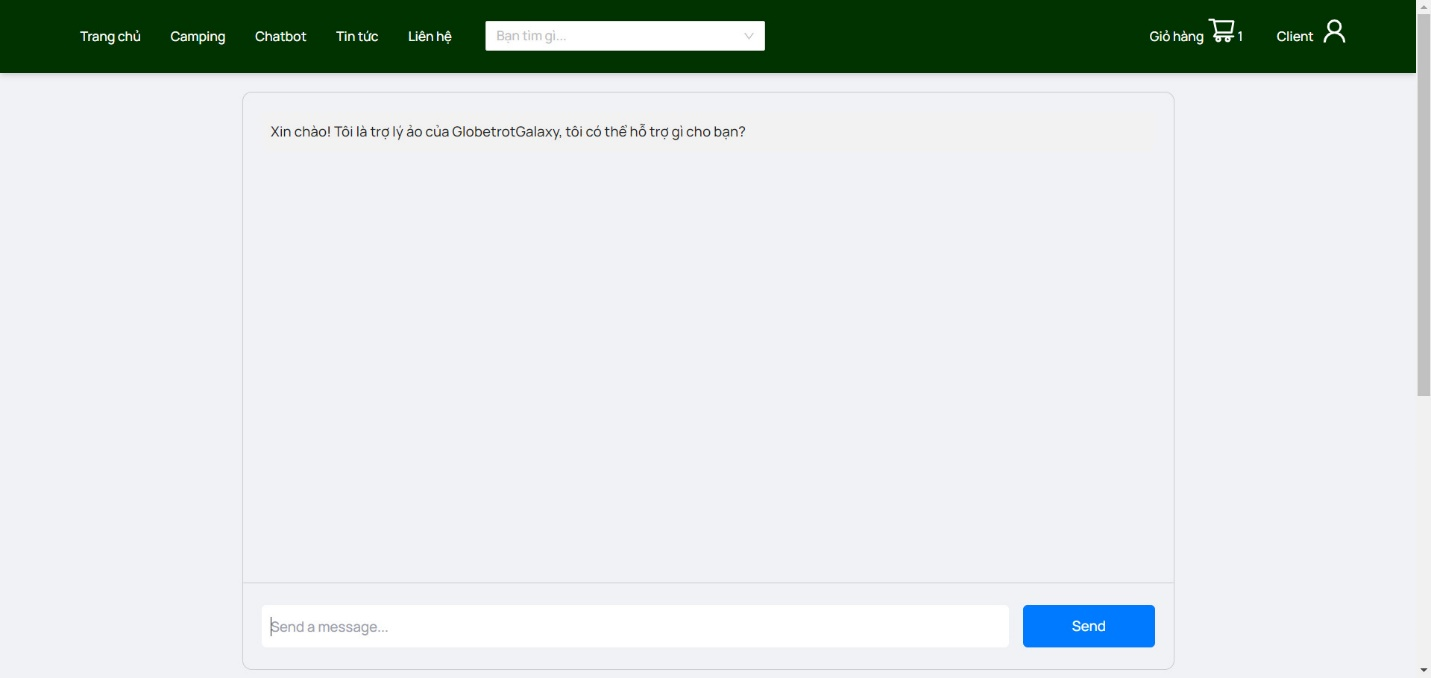 Trang chủ Camping Chatbot Tin tức Liên hệ Bạn tìm gì... Giỏ hàng 1 Client
Xin chào! Tôi là trợ lý ảo của GlobetrotGalaxy, tôi có thể hỗ trợ gì cho bạn?
Send a message... Send